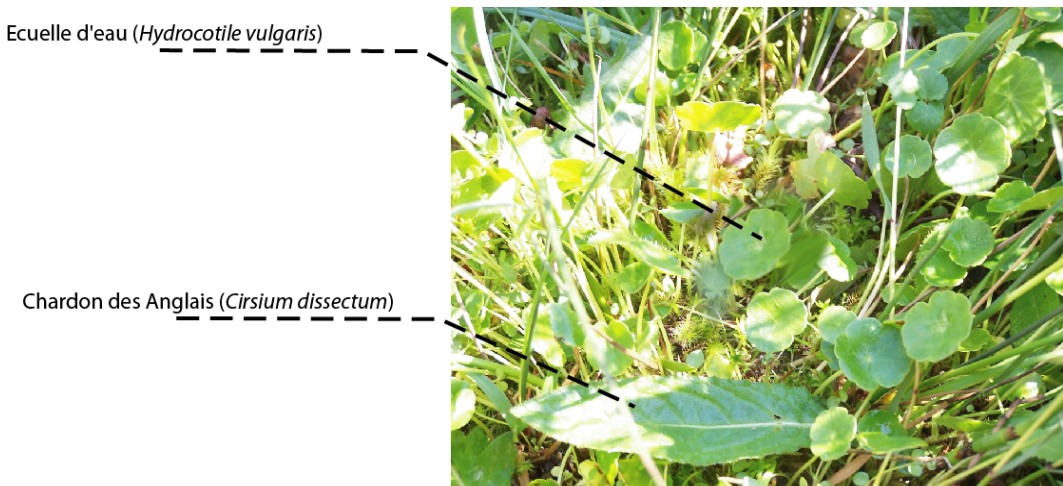 Ecuelle d'eau (Hydrocotile vulgaris)
Chardon des Anglais (Cirsium dissectum)